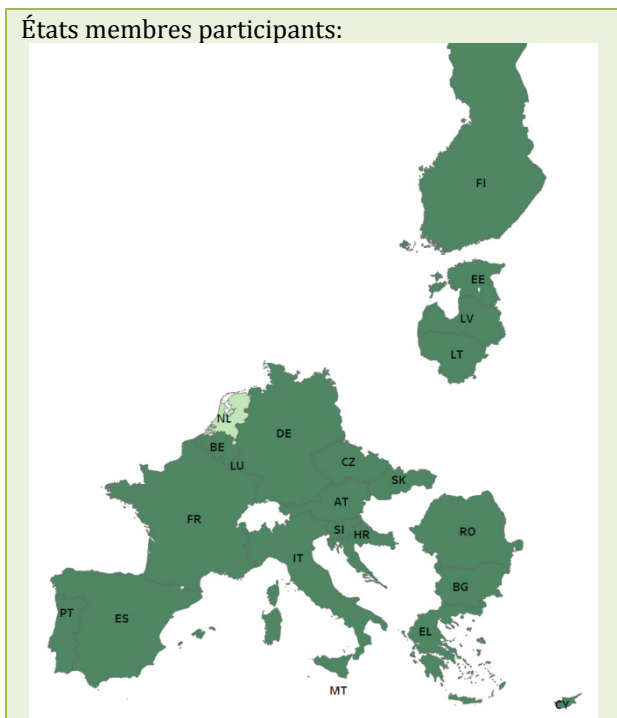 États membres participants:
FI
EE
LV
LT
NL
DE
BE
LU
CZ
SK
FR
AT
SI
HR
IT
RO
BG
PT
ES
EL
MT
CY